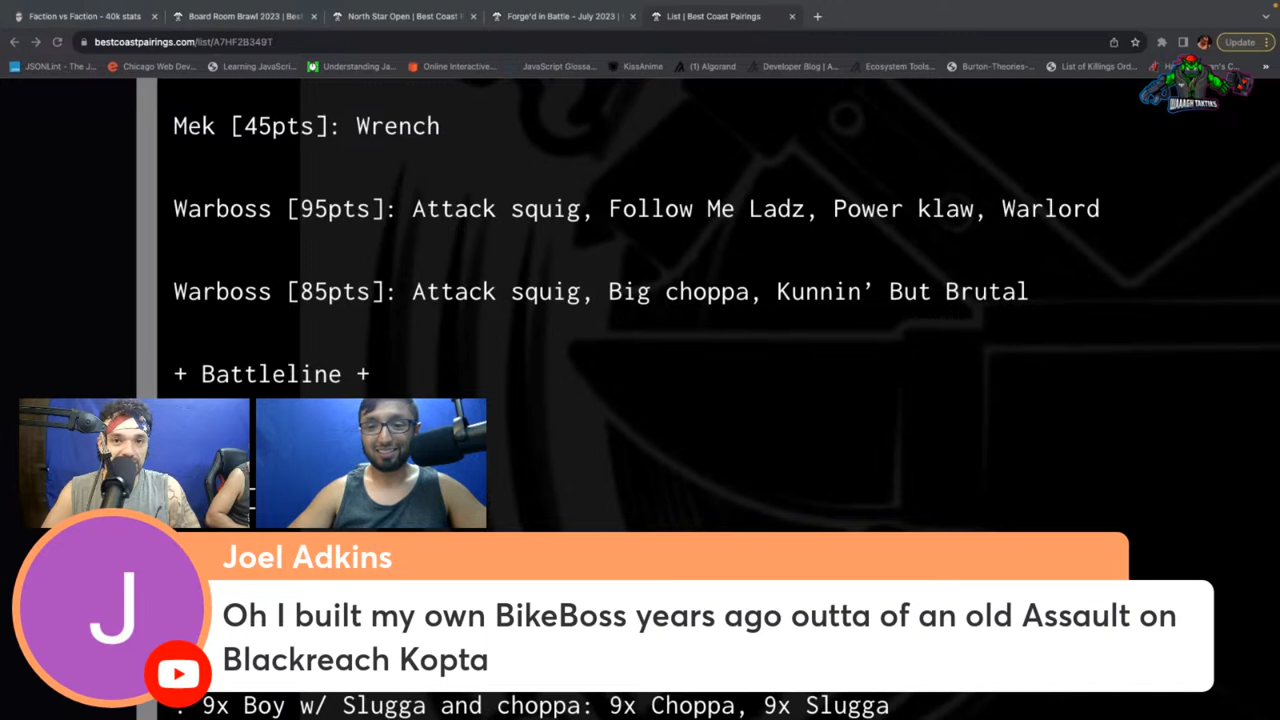 Faction vs Faction - 40k stats
Board Room Brawl 2023 | Best
North Star Open | Best Coast P
Forge'd in Battle - July 2023 |
List | Best Coast Pairings
bestcoastpairings.com/list/A7HF2B349T
Update
JSONLint - The J...
Chicago Web Dev...
Learning JavaScri...
Understanding Ja...
Online Interactive...
JavaScript Glossa...
KissAnime
(1) Algorand
Developer Blog | A...
Ecosystem Tools...
Burton-Theories-...
List of Killings Ord...
WAAAGH TAKTIKS
Mek [45pts]: Wrench
Warboss [95pts]: Attack squig, Follow Me Ladz, Power klaw, Warlord
Warboss [85pts]: Attack squig, Big choppa, Kunnin’ But Brutal
+ Battleline +
J
Joel Adkins
Oh I built my own BikeBoss years ago outta of an old Assault on
Blackreach Kopta
9x Boy w/ Slugga and choppa: 9x Choppa, 9x Slugga